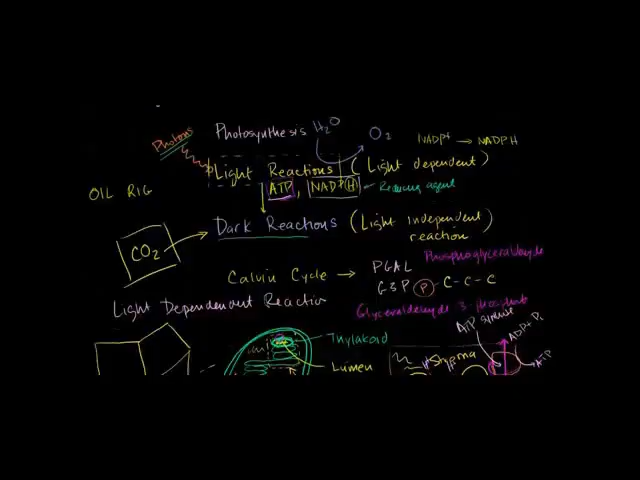 Photosynthesis H2O O2
Photons
NADP+ → NADPH
Light Reactions (Light dependent)
OIL RIG
ATP, NADPH
Reducing agent
Dark Reactions (Light independent
reaction)
CO2
Calvin Cycle → PGAL
Phosphoglyceraldehyde
G3P P-C-C-C
Light Dependent Reaction
Glyceraldehyde 3-phosphate
ATP synthase
ADP + Pi
ATP
Thylakoid
Lumen
Stroma